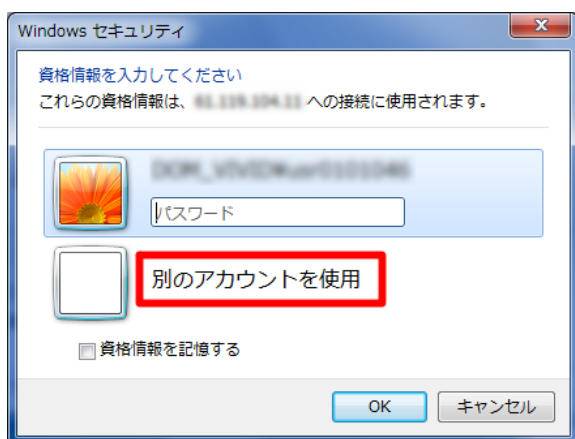 Windows セキュリティ
資格情報を入力してください
これらの資格情報は、 への接続に使用されます。
パスワード
別のアカウントを使用
資格情報を記憶する
OK
キャンセル